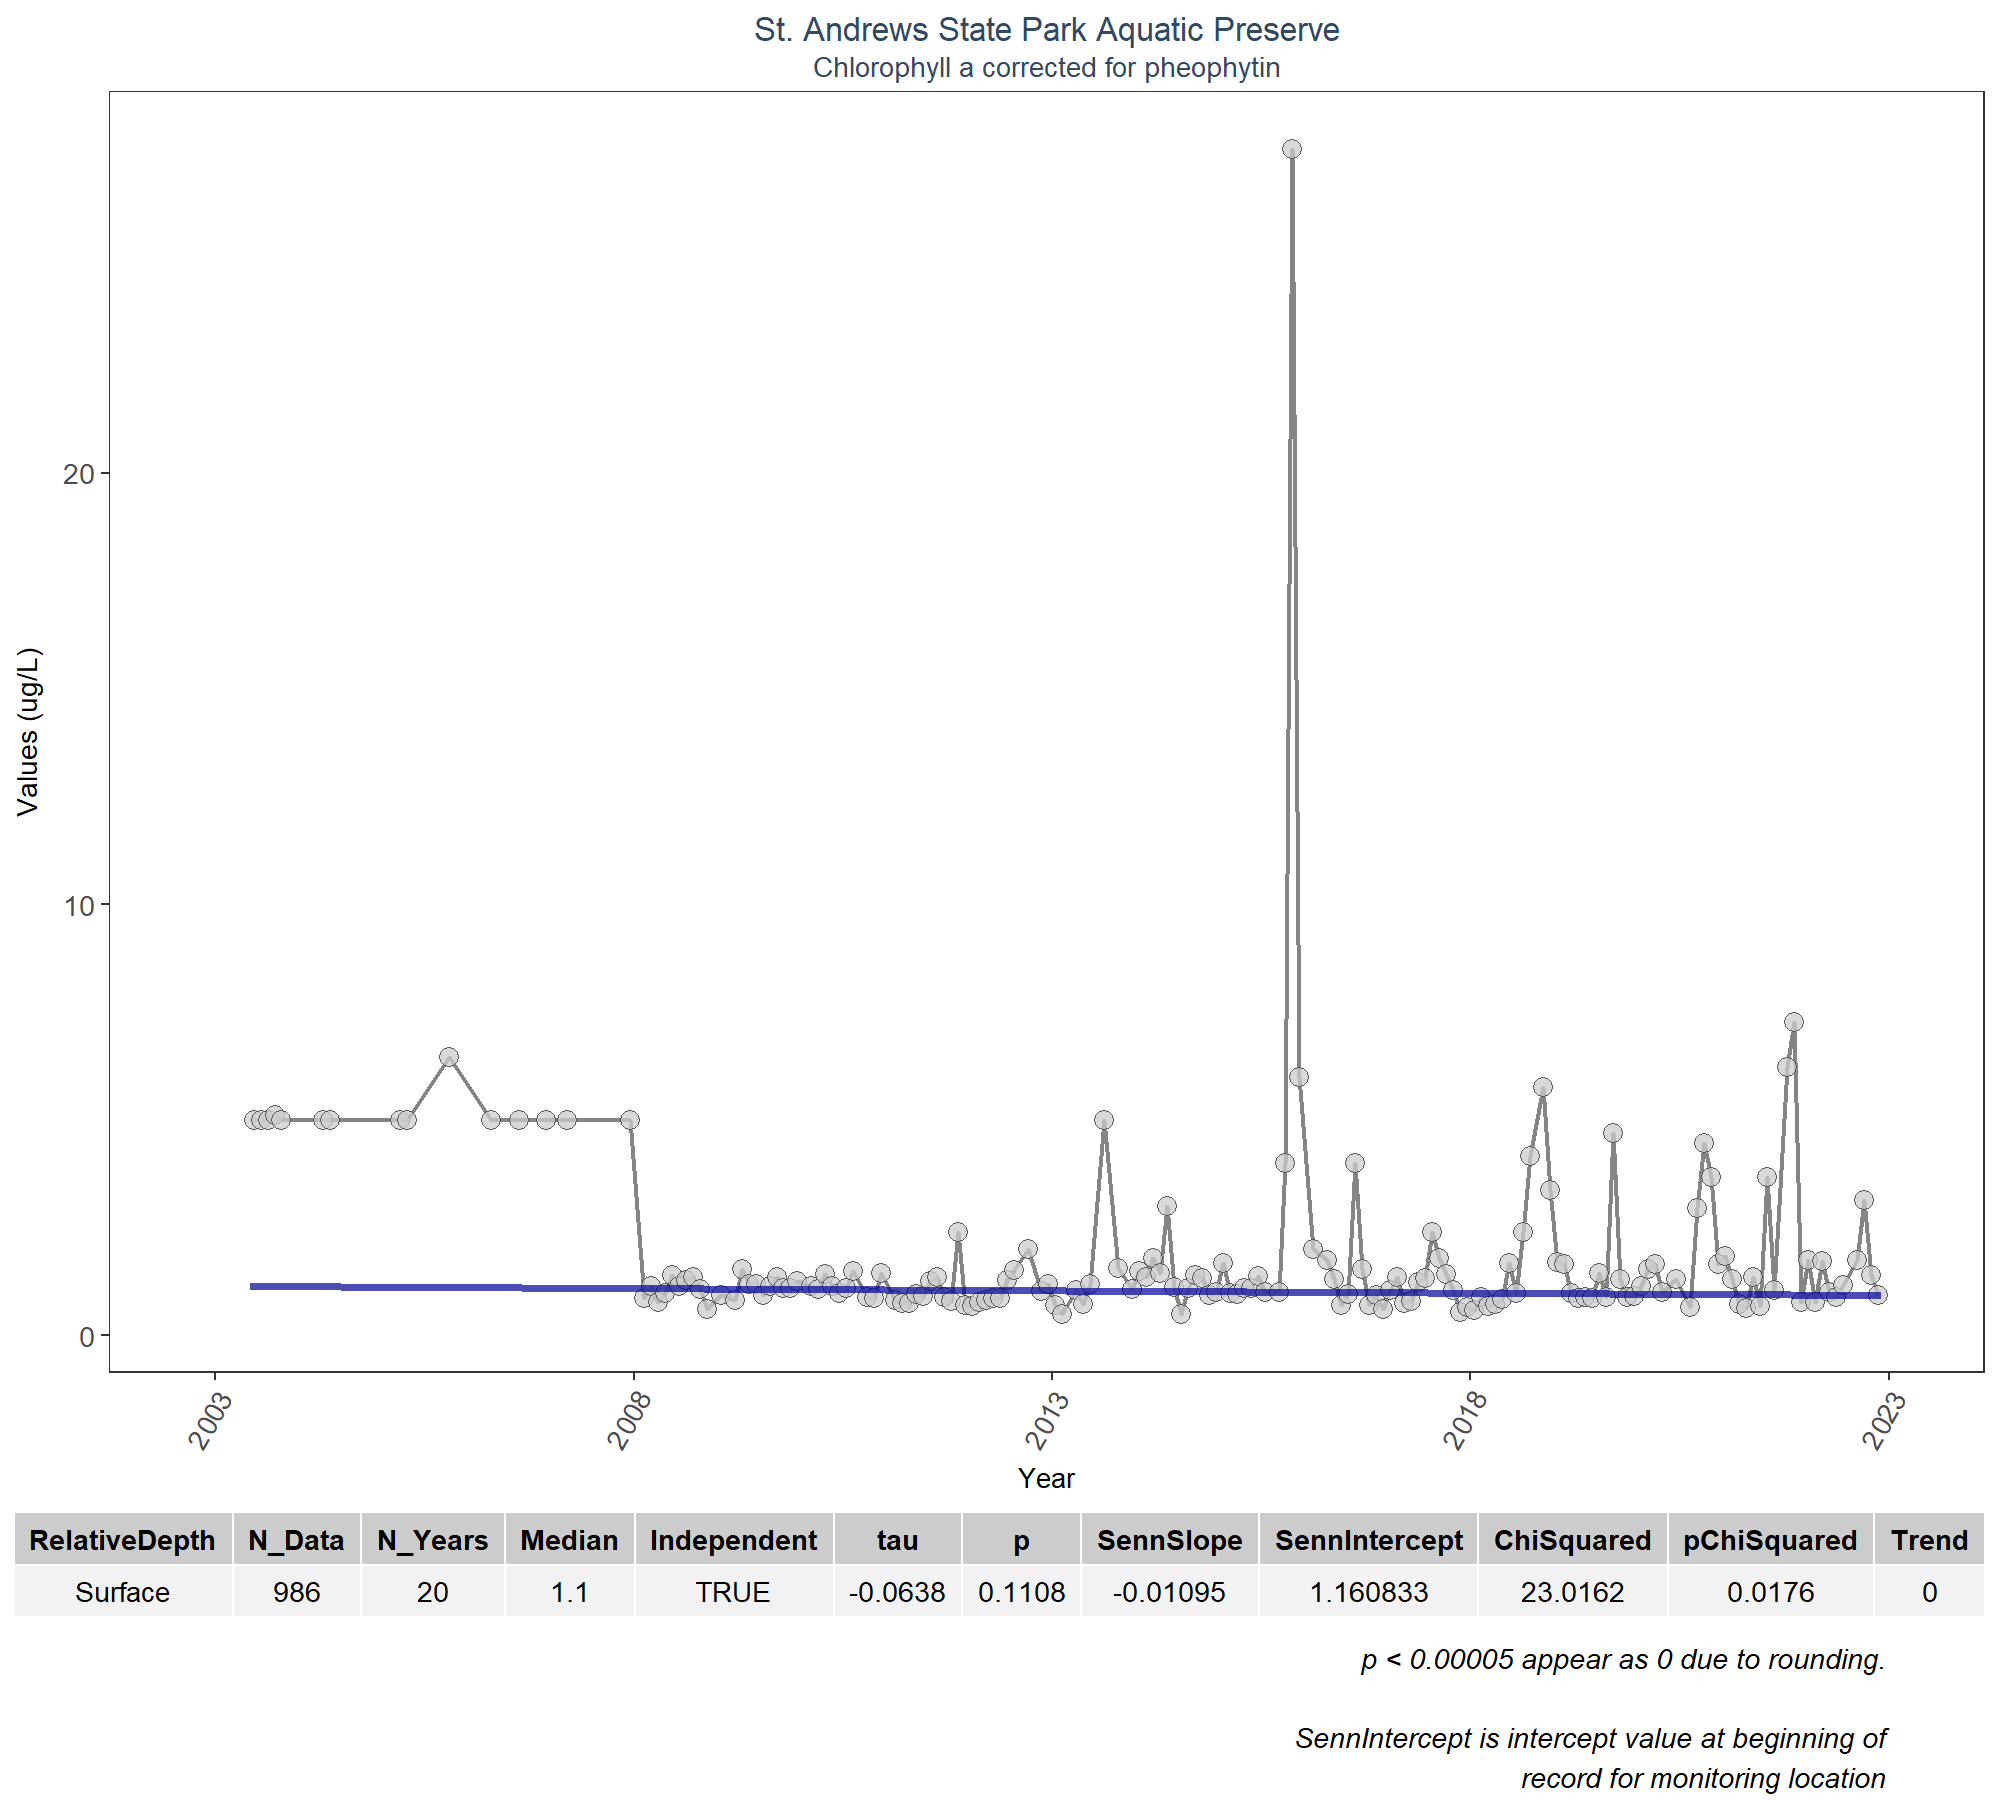 St. Andrews State Park Aquatic Preserve
Chlorophyll a corrected for pheophytin
Values (ug/L)
20
10
0
2003 2008 2013 2018 2023
Year
RelativeDepth N_Data N_Years Median Independent tau p SennSlope SennIntercept ChiSquared pChiSquared Trend
Surface 986 20 1.1 TRUE -0.0638 0.1108 -0.01095 1.160833 23.0162 0.0176 0
p < 0.00005 appear as 0 due to rounding.
SennIntercept is intercept value at beginning of
record for monitoring location